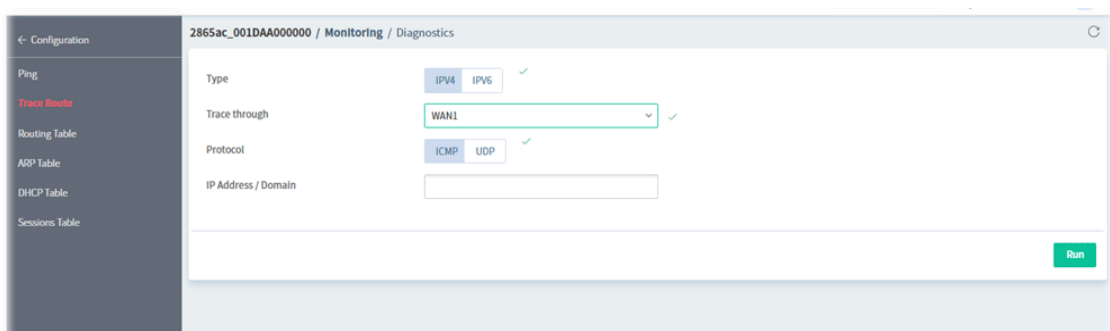 ← Configuration
Ping
Trace Route
Routing Table
ARP Table
DHCP Table
Sessions Table
2865ac_001DAA000000 / Monitoring / Diagnostics
Type
IPV4 IPV6
Trace through
WAN1
Protocol
ICMP UDP
IP Address / Domain
Run